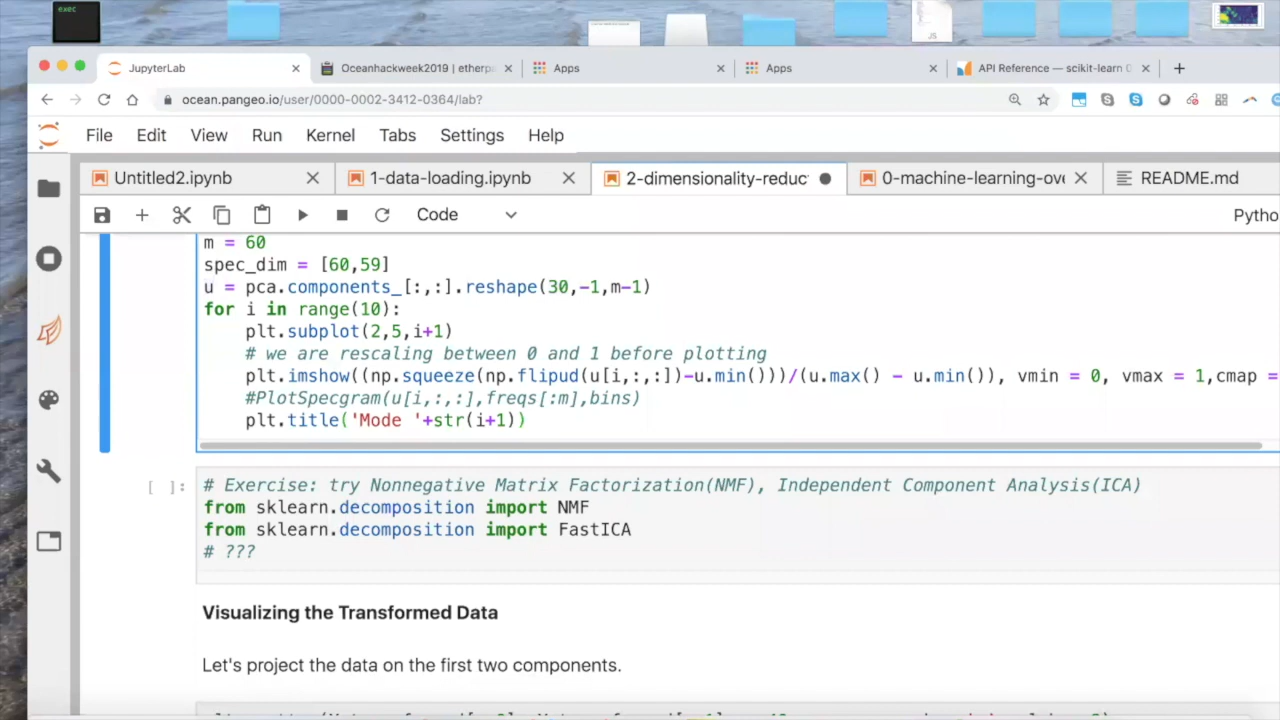 exec
JS
JupyterLab
Oceanhackweek2019 | etherpa
Apps
Apps
API Reference — scikit-learn 0
ocean.pangeo.io/user/0000-0002-3412-0364/lab?
File Edit View Run Kernel Tabs Settings Help
Untitled2.ipynb
1-data-loading.ipynb
2-dimensionality-reduc
0-machine-learning-ove
README.md
Code
Pytho
m = 60
spec_dim = [60,59]
u = pca.components_[:,:].reshape(30,-1,m-1)
for i in range(10):
    plt.subplot(2,5,i+1)
    # we are rescaling between 0 and 1 before plotting
    plt.imshow((np.squeeze(np.flipud(u[i,:,:])-u.min()))/(u.max() - u.min()), vmin = 0, vmax = 1,cmap =
    #PlotSpecgram(u[i,:,:],freqs[:m],bins)
    plt.title('Mode '+str(i+1))
[ ]:
# Exercise: try Nonnegative Matrix Factorization(NMF), Independent Component Analysis(ICA)
from sklearn.decomposition import NMF
from sklearn.decomposition import FastICA
# ???
Visualizing the Transformed Data
Let's project the data on the first two components.